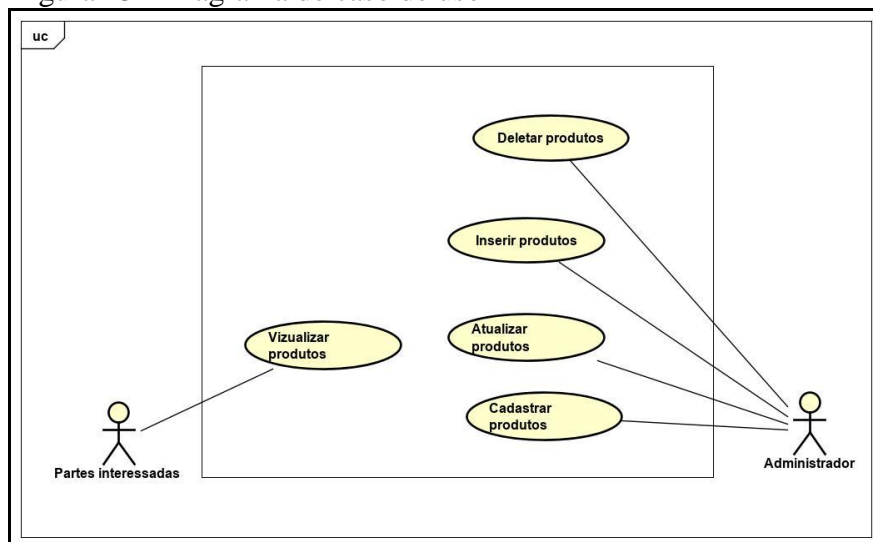 uc
Deletar produtos
Inserir produtos
Vizualizar
produtos
Atualizar
produtos
Cadastrar
produtos
Partes interessadas
Administrador